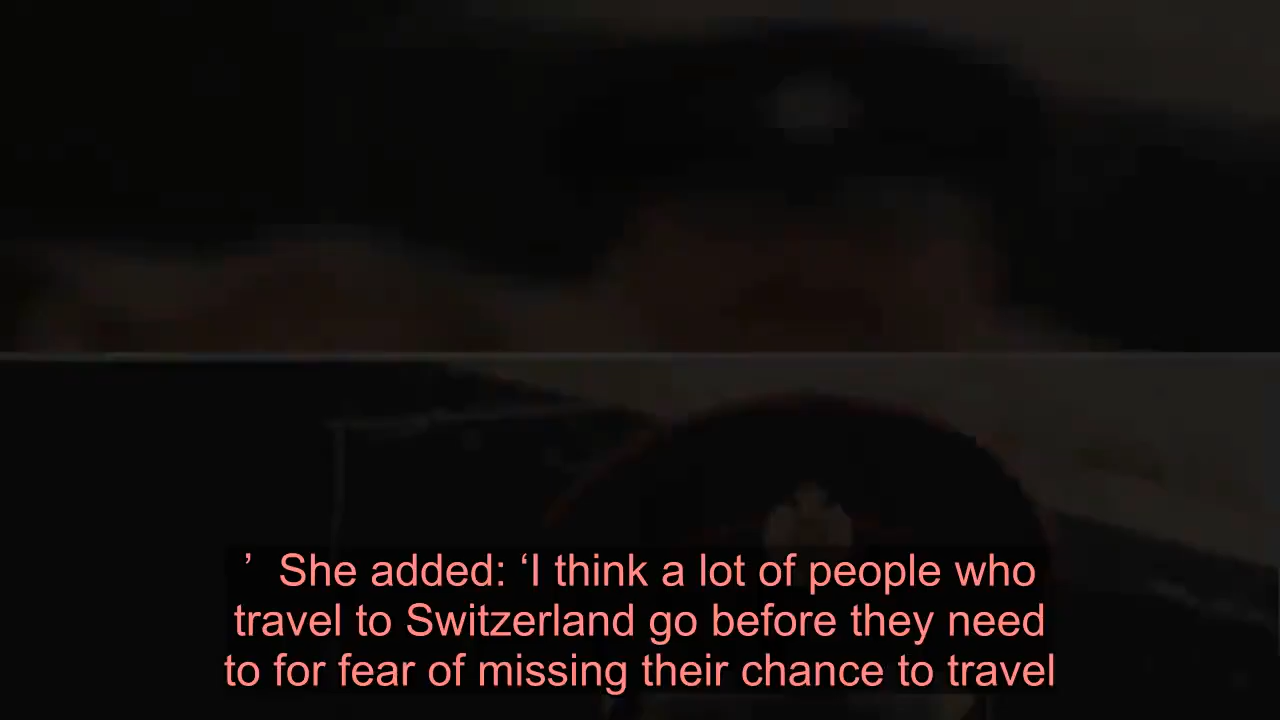 ’ She added: ‘I think a lot of people who
travel to Switzerland go before they need
to for fear of missing their chance to travel